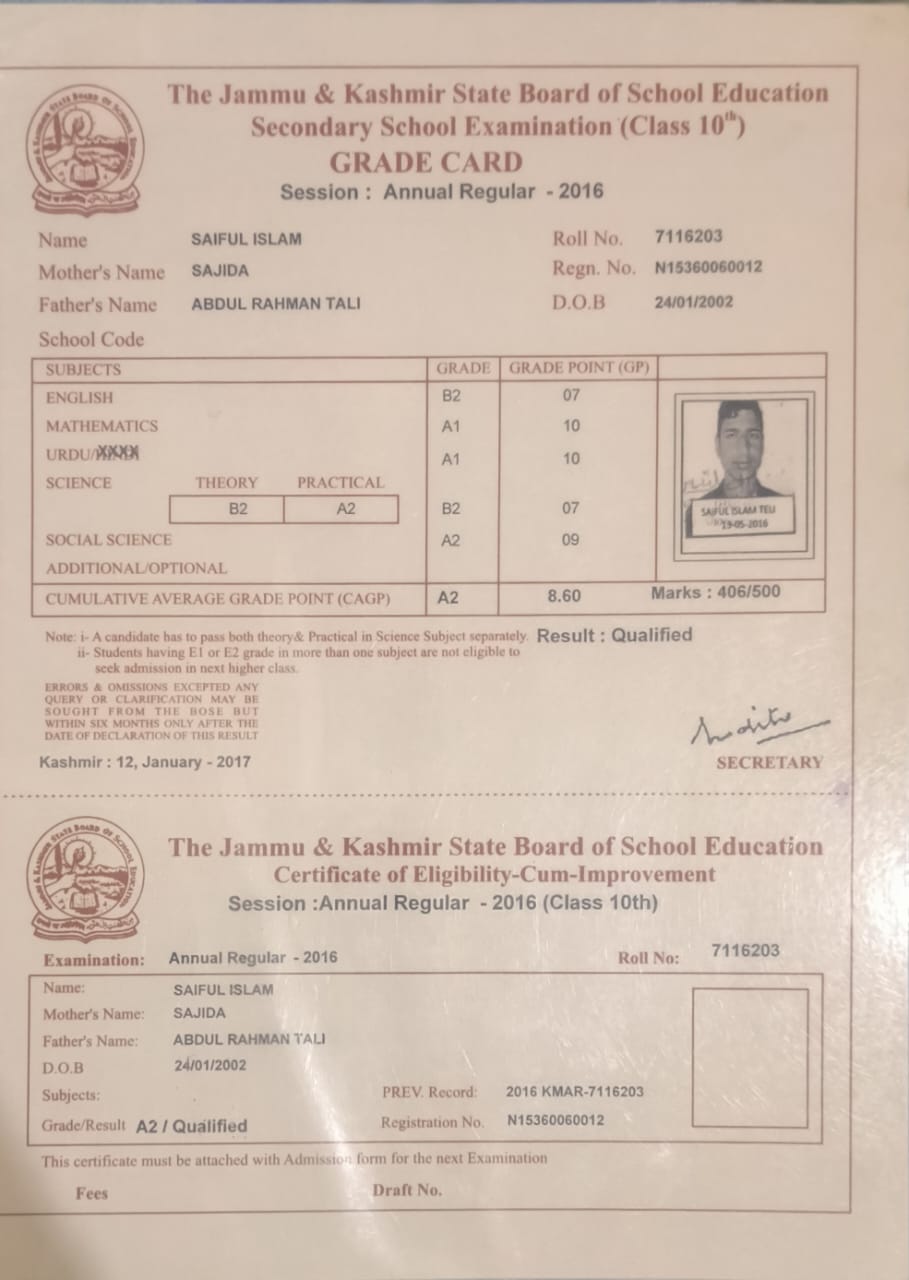 The Jammu & Kashmir State Board of School Education
Secondary School Examination (Class 10th)
GRADE CARD
Session : Annual Regular - 2016
Name SAIFUL ISLAM Roll No. 7116203
Mother's Name SAJIDA Regn. No. N15360060012
Father's Name ABDUL RAHMAN TALI D.O.B 24/01/2002
School Code
SUBJECTS GRADE GRADE POINT (GP)
ENGLISH B2 07
MATHEMATICS A1 10
URDU/XXXX A1 10
SCIENCE THEORY PRACTICAL
B2 A2 B2 07
SOCIAL SCIENCE A2 09
ADDITIONAL/OPTIONAL
SAIFUL ISLAM TELI
19-05-2016
CUMULATIVE AVERAGE GRADE POINT (CAGP) A2 8.60 Marks : 406/500
Note: i- A candidate has to pass both theory& Practical in Science Subject separately. Result : Qualified
ii- Students having E1 or E2 grade in more than one subject are not eligible to
seek admission in next higher class.
ERRORS & OMISSIONS EXCEPTED ANY
QUERY OR CLARIFICATION MAY BE
SOUGHT FROM THE BOSE BUT
WITHIN SIX MONTHS ONLY AFTER THE
DATE OF DECLARATION OF THIS RESULT
Kashmir : 12, January - 2017
SECRETARY
The Jammu & Kashmir State Board of School Education
Certificate of Eligibility-Cum-Improvement
Session :Annual Regular - 2016 (Class 10th)
Examination: Annual Regular - 2016 Roll No: 7116203
Name: SAIFUL ISLAM
Mother's Name: SAJIDA
Father's Name: ABDUL RAHMAN TALI
D.O.B 24/01/2002
Subjects: PREV. Record: 2016 KMAR-7116203
Grade/Result A2 / Qualified Registration No. N15360060012
This certificate must be attached with Admission form for the next Examination
Fees Draft No.